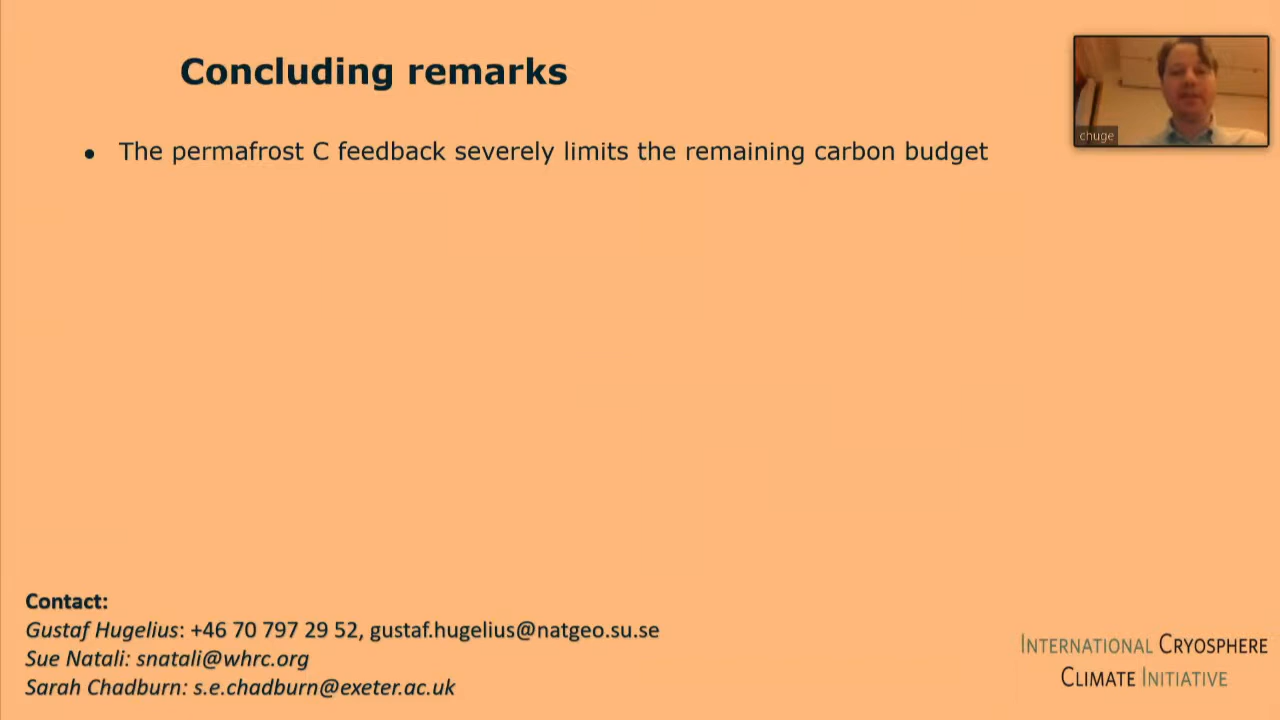 Concluding remarks
chuge
• The permafrost C feedback severely limits the remaining carbon budget
Contact:
Gustaf Hugelius: +46 70 797 29 52, gustaf.hugelius@natgeo.su.se
Sue Natali: snatali@whrc.org
Sarah Chadburn: s.e.chadburn@exeter.ac.uk
INTERNATIONAL CRYOSPHERE
CLIMATE INITIATIVE